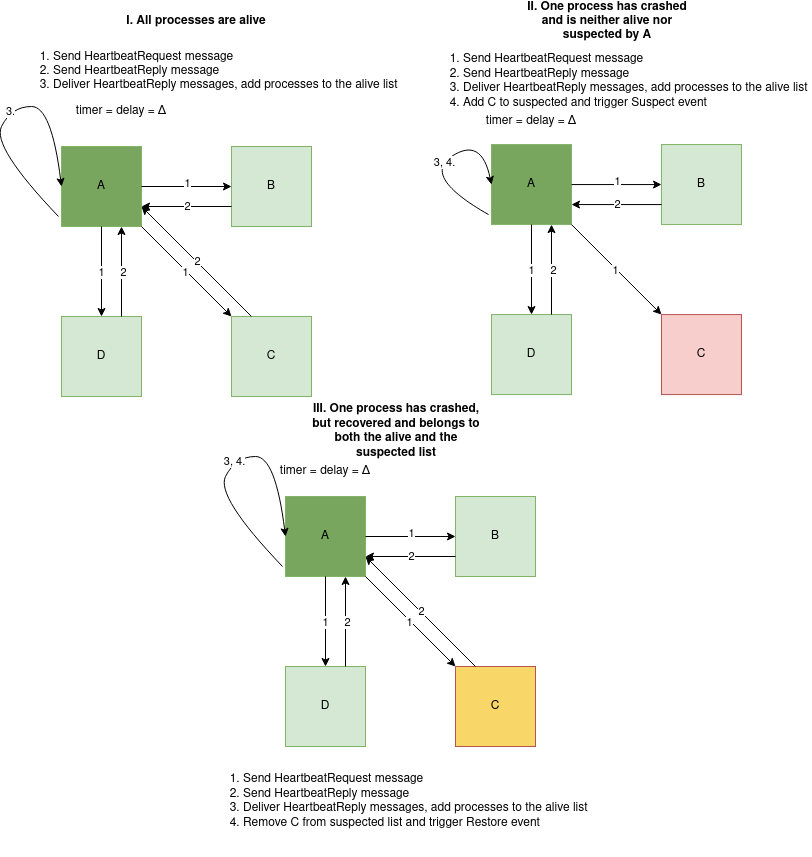 I. All processes are alive
1. Send HeartbeatRequest message
2. Send HeartbeatReply message
3. Deliver HeartbeatReply messages, add processes to the alive list
timer = delay = Δ
3.
A
1
2
B
1
2
1
2
D
C
II. One process has crashed
and is neither alive nor
suspected by A
1. Send HeartbeatRequest message
2. Send HeartbeatReply message
3. Deliver HeartbeatReply messages, add processes to the alive list
4. Add C to suspected and trigger Suspect event
timer = delay = Δ
3, 4.
A
1
2
B
1
2
1
D
C
III. One process has crashed,
but recovered and belongs to
both the alive and the
suspected list
timer = delay = Δ
3, 4.
A
1
2
B
1
2
1
2
D
C
1. Send HeartbeatRequest message
2. Send HeartbeatReply message
3. Deliver HeartbeatReply messages, add processes to the alive list
4. Remove C from suspected list and trigger Restore event